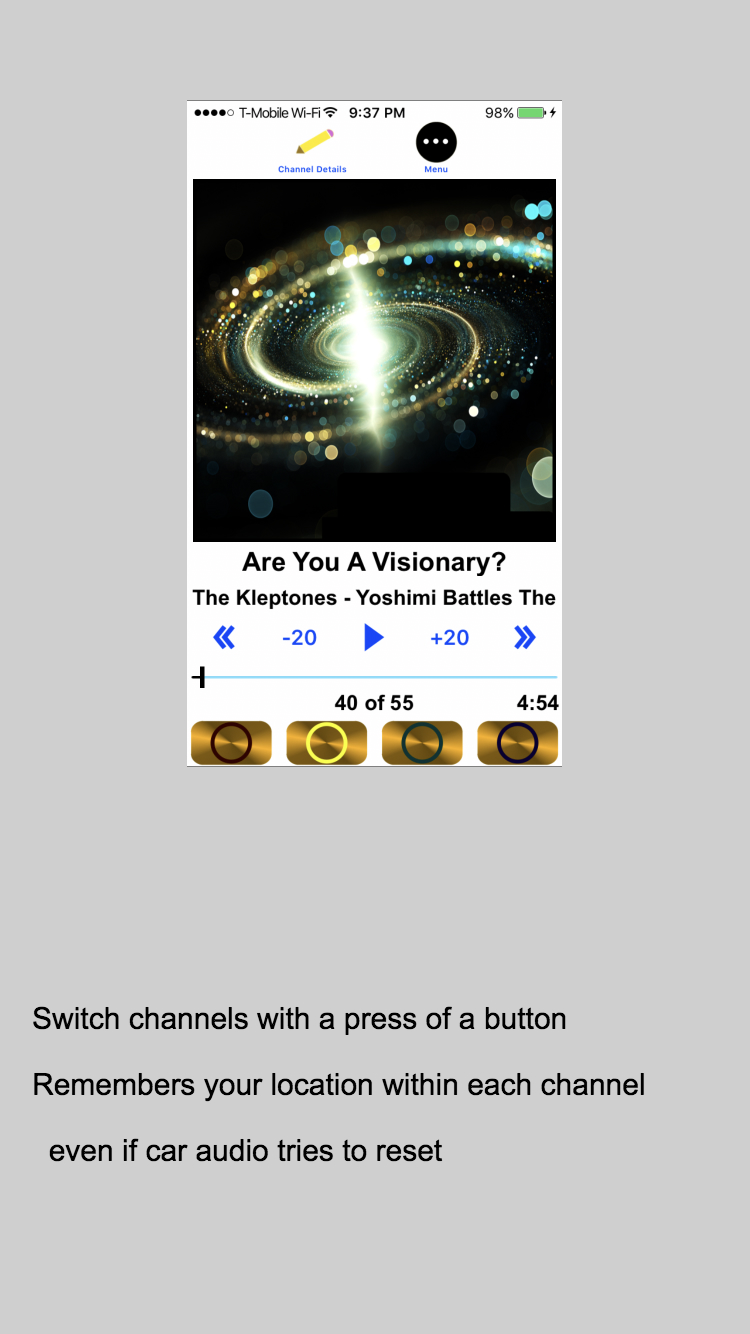 T-Mobile Wi-Fi 9:37 PM 98%
Channel Details Menu
Are You A Visionary?
The Kleptones - Yoshimi Battles The
-20 +20
40 of 55 4:54
Switch channels with a press of a button
Remembers your location within each channel
even if car audio tries to reset